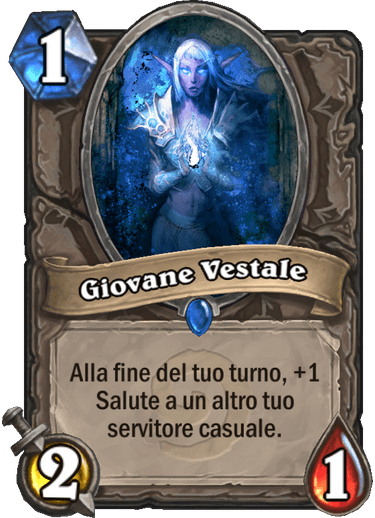 1
Giovane Vestale
Alla fine del tuo turno, +1
Salute a un altro tuo
servitore casuale.
2
1